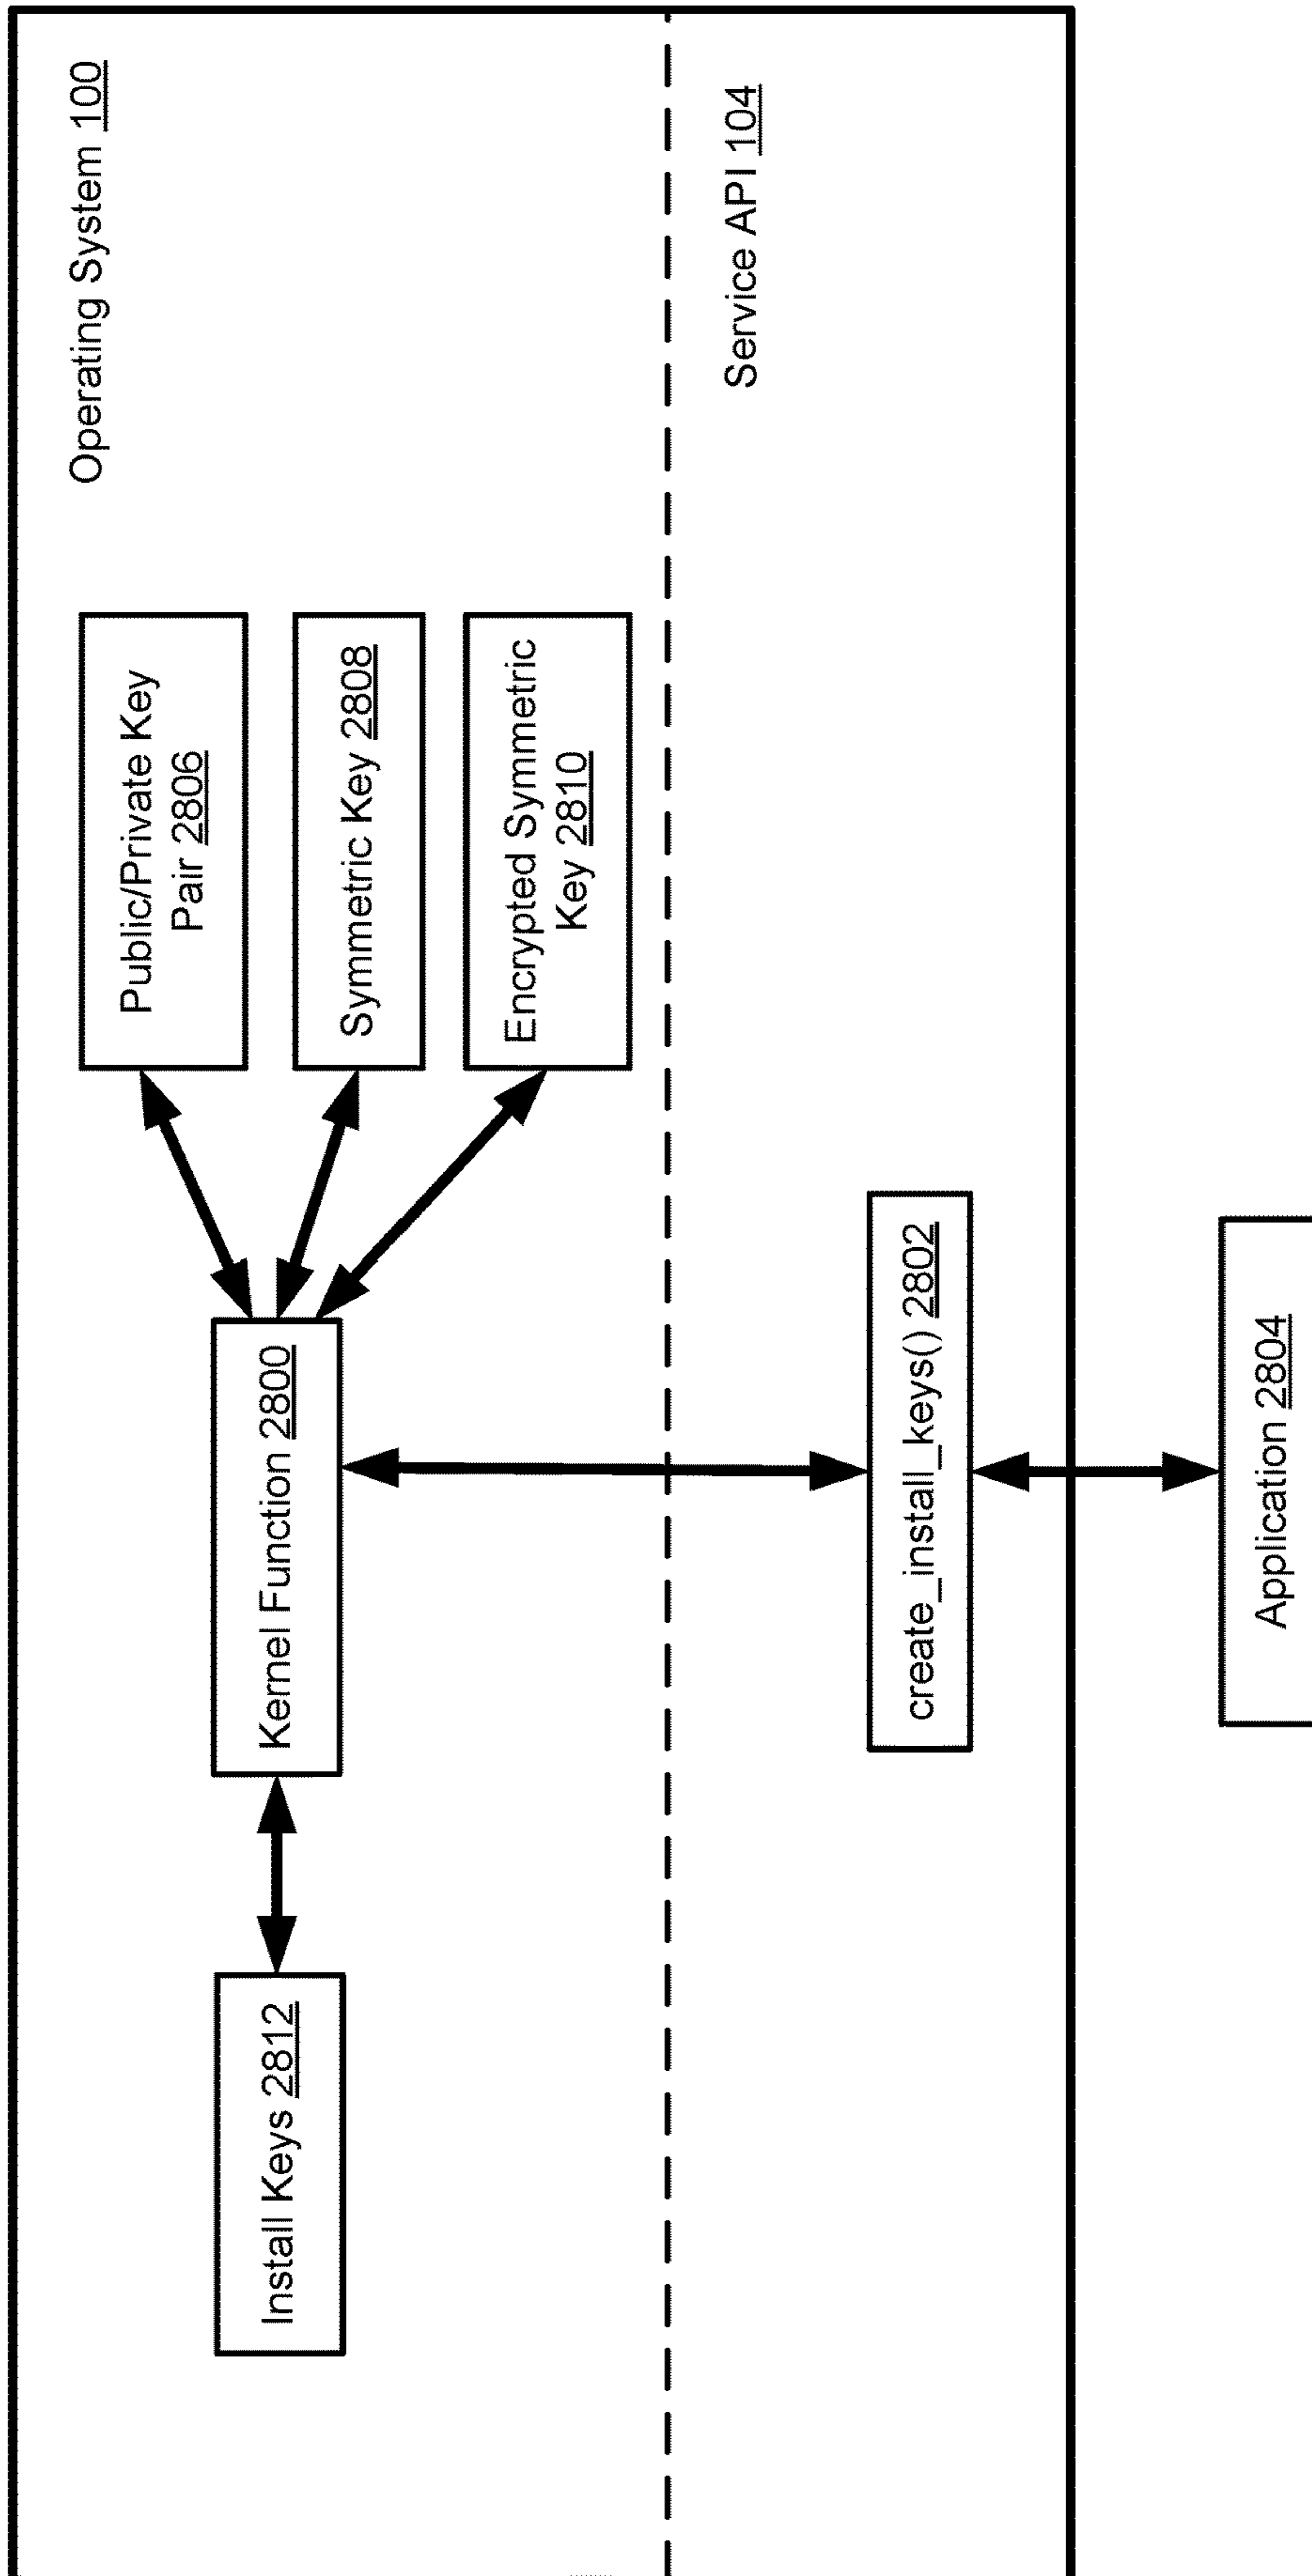 Operating System 100
Public/Private Key
Pair 2806
Install Keys 2812
Kernel Function 2800
Symmetric Key 2808
Encrypted Symmetric
Key 2810
Service API 104
create_install_keys() 2802
Application 2804